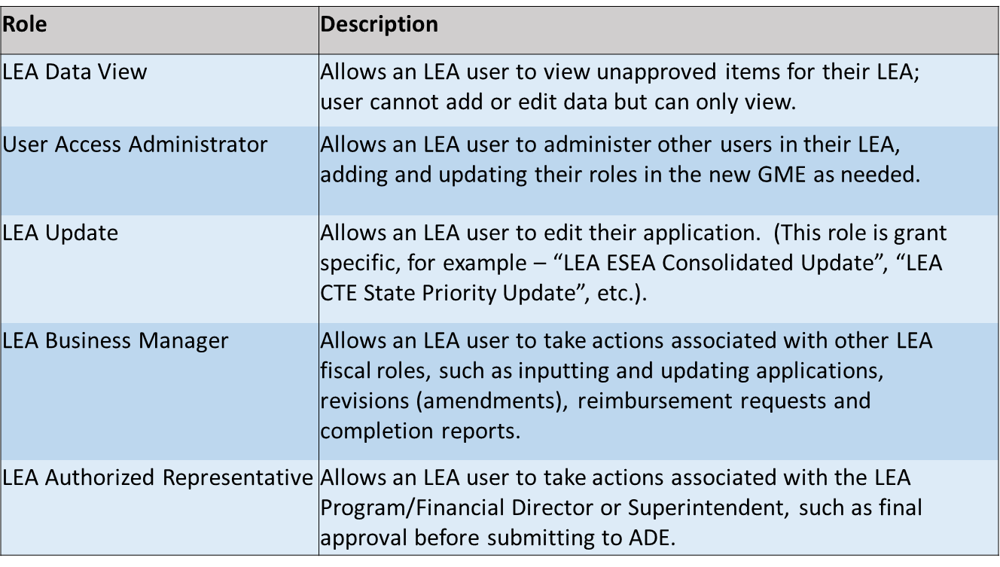 Role
Description
LEA Data View
Allows an LEA user to view unapproved items for their LEA;
user cannot add or edit data but can only view.
User Access Administrator
Allows an LEA user to administer other users in their LEA,
adding and updating their roles in the new GME as needed.
LEA Update
Allows an LEA user to edit their application.  (This role is grant
specific, for example – “LEA ESEA Consolidated Update”, “LEA
CTE State Priority Update”, etc.).
LEA Business Manager
Allows an LEA user to take actions associated with other LEA
fiscal roles, such as inputting and updating applications,
revisions (amendments), reimbursement requests and
completion reports.
LEA Authorized Representative
Allows an LEA user to take actions associated with the LEA
Program/Financial Director or Superintendent, such as final
approval before submitting to ADE.